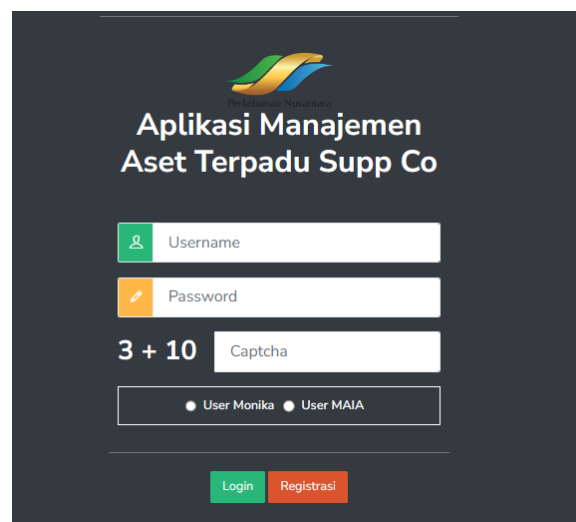 Perkebunan Nusantara
Aplikasi Manajemen
Aset Terpadu Supp Co
Username
Password
3 + 10 Captcha
User Monika User MAIA
Login Registrasi